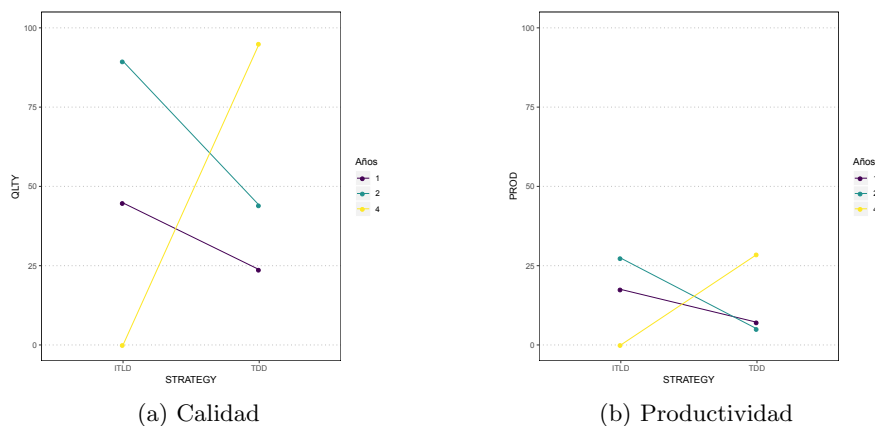 100
75
50
25
0
QLTY
ITLD
TDD
STRATEGY
Años
1
2
4
(a) Calidad
100
75
50
25
0
PROD
ITLD
TDD
STRATEGY
Años
(b) Productividad